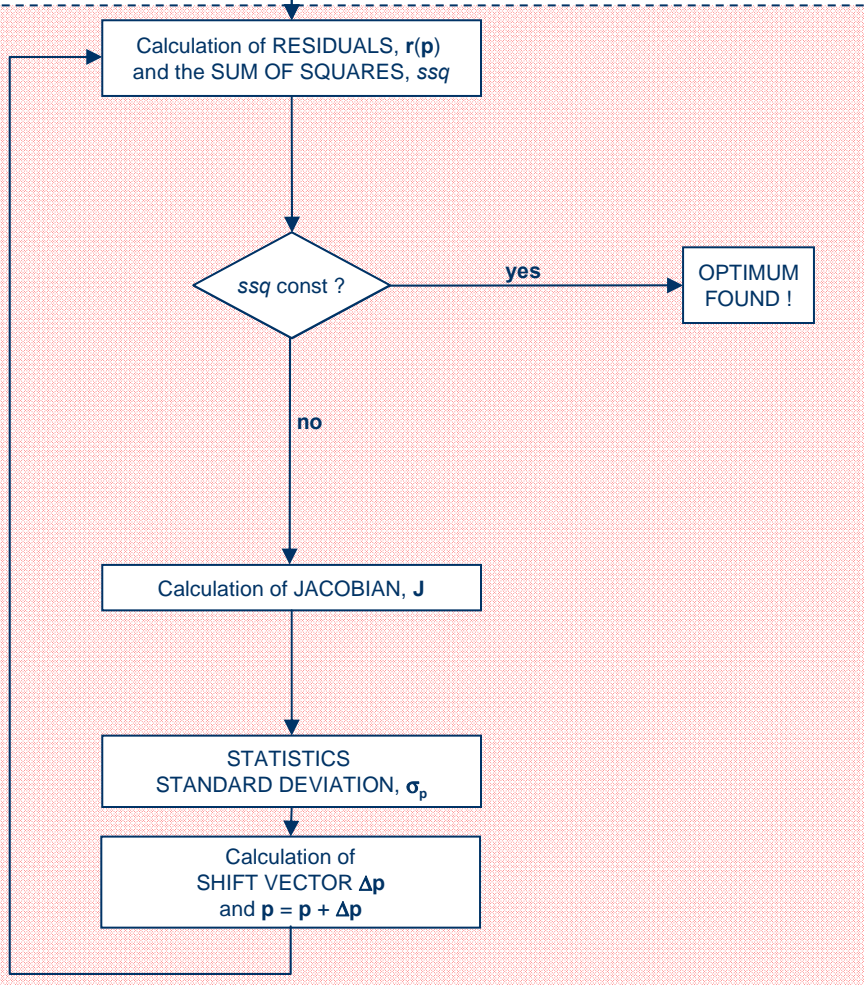 Calculation of RESIDUALS, r(p)
and the SUM OF SQUARES, ssq
ssq const ?
yes
OPTIMUM
FOUND !
no
Calculation of JACOBIAN, J
STATISTICS
STANDARD DEVIATION, σp
Calculation of
SHIFT VECTOR Δp
and p = p + Δp